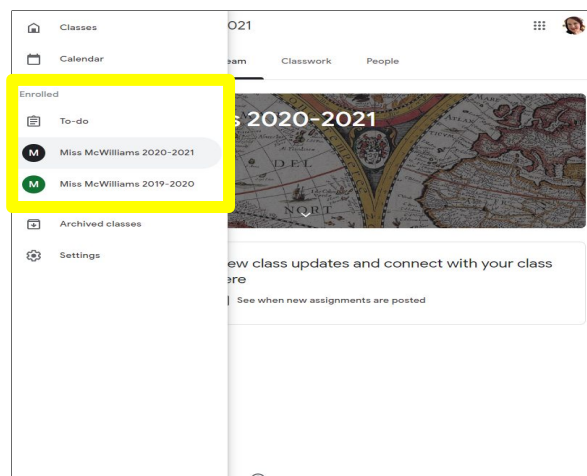 Classes
021
Calendar
eam Classwork People
Enrolled
To-do
s 2020-2021
M Miss McWilliams 2020-2021
DEL
M Miss McWilliams 2019-2020
NORT
Archived classes
Settings
ew class updates and connect with your class
ere
See when new assignments are posted